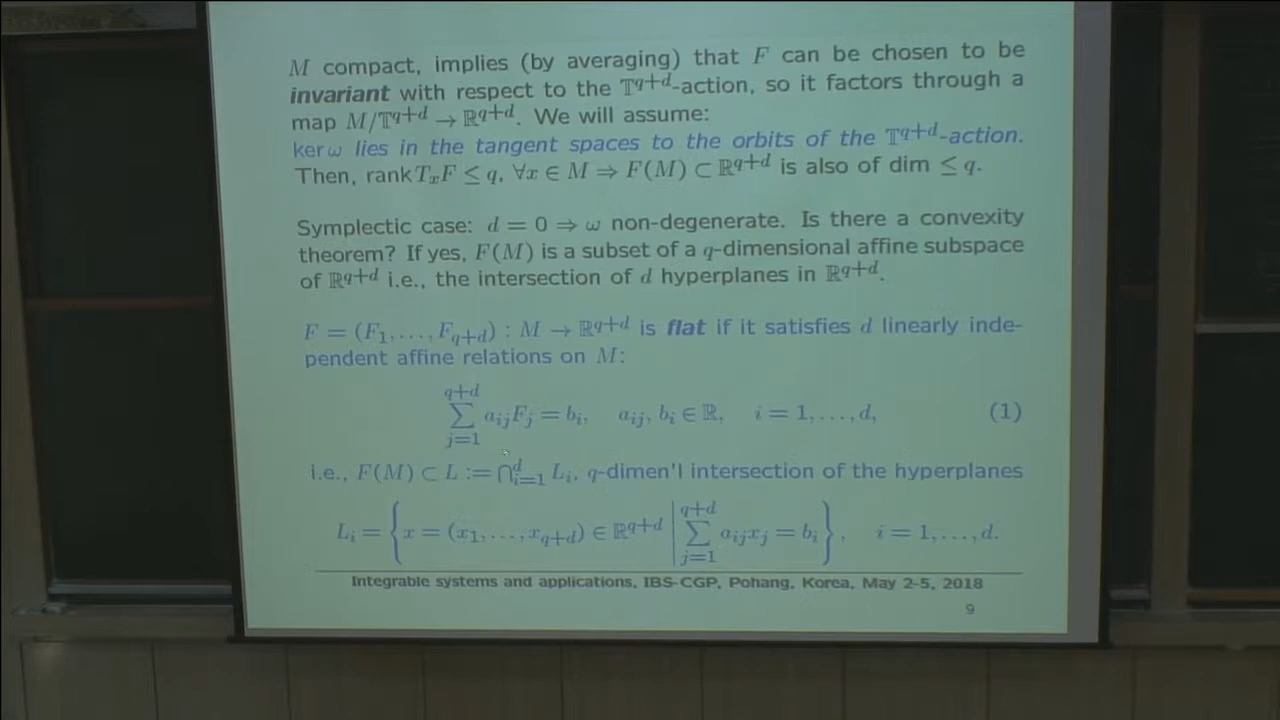 M compact, implies (by averaging) that F can be chosen to be
invariant with respect to the 𝕋^{q+d}-action, so it factors through a
map M/𝕋^{q+d} → ℝ^{q+d}. We will assume:
ker ω lies in the tangent spaces to the orbits of the 𝕋^{q+d}-action.
Then, rank T_xF ≤ q, ∀x ∈ M ⇒ F(M) ⊂ ℝ^{q+d} is also of dim ≤ q.
Symplectic case: d = 0 ⇒ ω non-degenerate. Is there a convexity
theorem? If yes, F(M) is a subset of a q-dimensional affine subspace
of ℝ^{q+d} i.e., the intersection of d hyperplanes in ℝ^{q+d}.
F = (F_1, . . . , F_{q+d}) : M → ℝ^{q+d} is flat if it satisfies d linearly inde-
pendent affine relations on M:
∑_{j=1}^{q+d} a_{ij}F_j = b_i, a_{ij}, b_i ∈ ℝ, i = 1, . . . , d, (1)
i.e., F(M) ⊂ L := ⋂_{i=1}^d L_i, q-dimen'l intersection of the hyperplanes
L_i = { x = (x_1, . . . , x_{q+d}) ∈ ℝ^{q+d} | ∑_{j=1}^{q+d} a_{ij}x_j = b_i }, i = 1, . . . , d.
Integrable systems and applications, IBS-CGP, Pohang, Korea, May 2-5, 2018
9